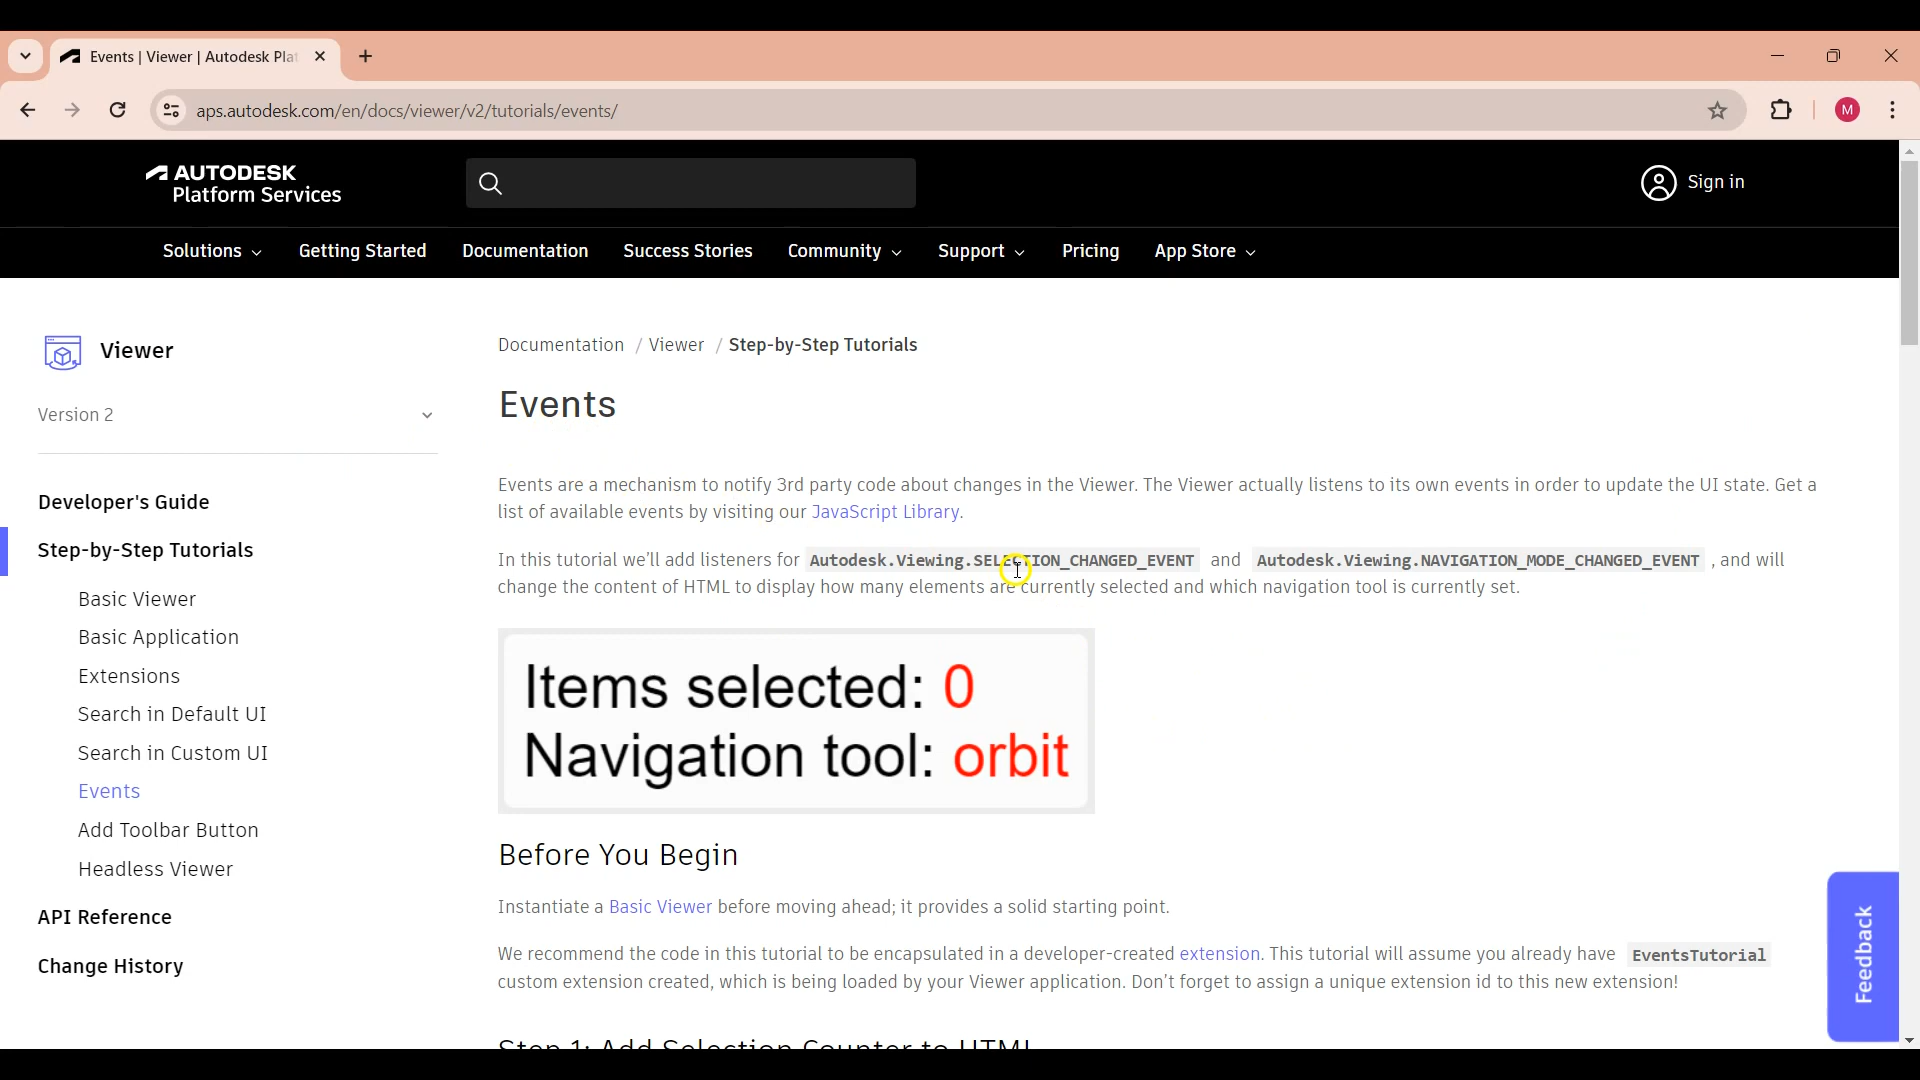 Events | Viewer | Autodesk Plat
aps.autodesk.com/en/docs/viewer/v2/tutorials/events/
M
AUTODESK
Platform Services
Sign in
Solutions
Getting Started
Documentation
Success Stories
Community
Support
Pricing
App Store
Viewer
Version 2
Developer's Guide
Step-by-Step Tutorials
Basic Viewer
Basic Application
Extensions
Search in Default UI
Search in Custom UI
Events
Add Toolbar Button
Headless Viewer
API Reference
Change History
Documentation / Viewer / Step-by-Step Tutorials
Events
Events are a mechanism to notify 3rd party code about changes in the Viewer. The Viewer actually listens to its own events in order to update the UI state. Get a
list of available events by visiting our JavaScript Library.
In this tutorial we'll add listeners for Autodesk.Viewing.SELECTION_CHANGED_EVENT and Autodesk.Viewing.NAVIGATION_MODE_CHANGED_EVENT , and will
change the content of HTML to display how many elements are currently selected and which navigation tool is currently set.
Items selected: 0
Navigation tool: orbit
Before You Begin
Instantiate a Basic Viewer before moving ahead; it provides a solid starting point.
We recommend the code in this tutorial to be encapsulated in a developer-created extension. This tutorial will assume you already have EventsTutorial
custom extension created, which is being loaded by your Viewer application. Don't forget to assign a unique extension id to this new extension!
Step 1: Add Selection Counter to HTML
Feedback